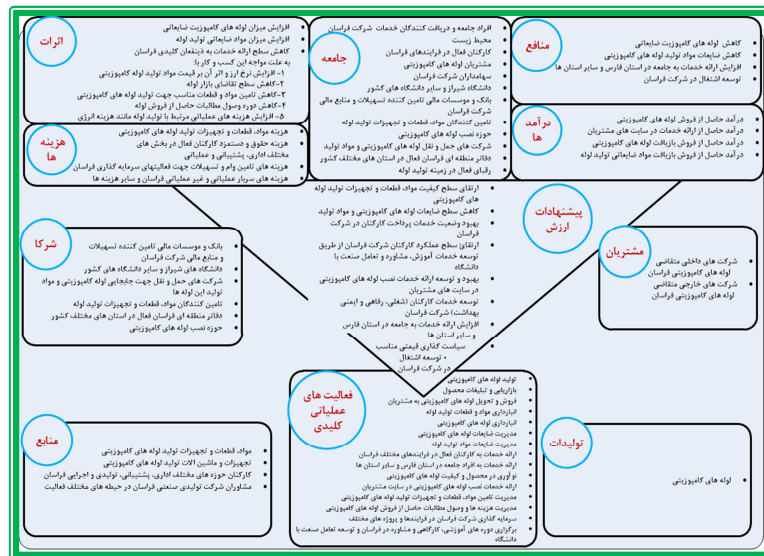 منافع
کاهش لوله های کامپوزیت ضایعاتی
کاهش ضایعات مواد تولید لوله های کامپوزیتی
افزایش ارائه خدمات به جامعه در استان فارس و سایر استان ها
توسعه اشتغال در شرکت فراسان
جامعه
افراد جامعه و دریافت کنندگان خدمات شرکت فراسان
محیط زیست
کارکنان فعال در فرایندهای فراسان
مشتریان لوله های کامپوزیتی
سهامداران شرکت فراسان
دانشگاه شیراز و سایر دانشگاه های کشور
بانک و موسسات مالی تامین کننده تسهیلات و منابع مالی
شرکت فراسان
تامین کنندگان مواد، قطعات و تجهیزات تولید لوله
حوزه نصب لوله های کامپوزیتی
شرکت های حمل و نقل لوله های کامپوزیتی و مواد تولید
دفاتر منطقه ای فراسان فعال در استان های مختلف کشور
رقبای فعال در زمینه تولید لوله
اثرات
افزایش میزان لوله های کامپوزیت ضایعاتی
افزایش میزان مواد ضایعاتی تولید لوله
کاهش سطح ارائه خدمات به ذینفعان کلیدی فراسان
به علت مواجه این کسب و کار با:
۱- افزایش نرخ ارز و اثر آن بر قیمت مواد تولید لوله کامپوزیتی
۲-کاهش سطح تقاضای بازار لوله
۳-کاهش تامین مواد و قطعات مناسب جهت تولید لوله های کامپوزیتی
۴-کاهش دوره وصول مطالبات حاصل از فروش لوله
۵- افزایش هزینه های عملیاتی مرتبط با تولید لوله مانند هزینه انرژی
درآمد
ها
درآمد حاصل از فروش لوله های کامپوزیتی
درآمد حاصل از ارائه خدمات در سایت های مشتریان
درآمد حاصل از فروش بازیافت لوله های کامپوزیتی
درآمد حاصل از فروش بازیافت مواد ضایعاتی تولید لوله
هزینه
ها
هزینه مواد، قطعات و تجهیزات تولید لوله های کامپوزیتی
هزینه حقوق و دستمزد کارکنان فعال در بخش های
مختلف اداری، پشتیبانی و عملیاتی
هزینه های تامین وام و تسهیلات جهت فعالیتهای سرمایه گذاری فراسان
هزینه های سربار عملیاتی و غیر عملیاتی فراسان و سایر هزینه ها
پیشنهادات
ارزش
ارتقای سطح کیفیت مواد، قطعات و تجهیزات تولید لوله
های کامپوزیتی
کاهش سطح ضایعات لوله های کامپوزیتی و مواد تولید
بهبود وضعیت خدمات پرداخت کارکنان در شرکت
فراسان
ارتقای سطح عملکرد کارکنان شرکت فراسان از طریق
توسعه خدمات آموزش، مشاوره و تعامل صنعت با
دانشگاه
بهبود و توسعه ارائه خدمات نصب لوله های کامپوزیتی
در سایت های مشتریان
توسعه خدمات کارکنان (شغلی، رفاهی و ایمنی
بهداشت) شرکت فراسان
افزایش ارائه خدمات به جامعه در استان فارس
و سایر استان ها
سیاست گذاری قیمتی مناسب
• توسعه اشتغال
در شرکت فراسان
مشتریان
شرکت های داخلی متقاضی
لوله های کامپوزیتی فراسان
شرکت های خارجی متقاضی
لوله های کامپوزیتی فراسان
شرکا
بانک و موسسات مالی تامین کننده تسهیلات
و منابع مالی شرکت فراسان
دانشگاه های شیراز و سایر دانشگاه های کشور
شرکت های حمل و نقل جهت جابجایی لوله های کامپوزیتی و مواد
تولید این لوله ها
تامین کنندگان مواد، قطعات و تجهیزات تولید لوله
دفاتر منطقه ای فراسان فعال در استان های مختلف کشور
حوزه نصب لوله های کامپوزیتی
فعالیت های
عملیاتی
کلیدی
تولید لوله های کامپوزیتی
بازاریابی و تبلیغات محصول
فروش و تحویل لوله های کامپوزیتی به مشتریان
انبارداری مواد و قطعات تولید لوله
انبارداری لوله های کامپوزیتی
مدیریت ضایعات لوله های کامپوزیتی
مدیریت ضایعات مواد تولید لوله
ارائه خدمات به کارکنان فعال در فرایندهای مختلف فراسان
ارائه خدمات به افراد جامعه در استان فارس و سایر استان ها
نوآوری در محصول و کیفیت لوله های کامپوزیتی
ارائه خدمات نصب لوله های کامپوزیتی در سایت مشتریان
مدیریت تامین مواد، قطعات و تجهیزات تولید لوله های کامپوزیتی
مدیریت هزینه ها و وصول مطالبات حاصل از فروش لوله های کامپوزیتی
سرمایه گذاری شرکت فراسان در فرایندها و پروژه های مختلف
برگزاری دوره های آموزشی، کارگاهی و مشاوره در فراسان و توسعه تعامل صنعت با
دانشگاه
تولیدات
لوله های کامپوزیتی
منابع
مواد، قطعات و تجهیزات تولید لوله های کامپوزیتی
تجهیزات و ماشین الات تولید لوله های کامپوزیتی
کارکنان حوزه های مختلف اداری، پشتیبانی، تولیدی و اجرایی فراسان
مشاوران شرکت تولیدی صنعتی فراسان در حیطه های مختلف فعالیت